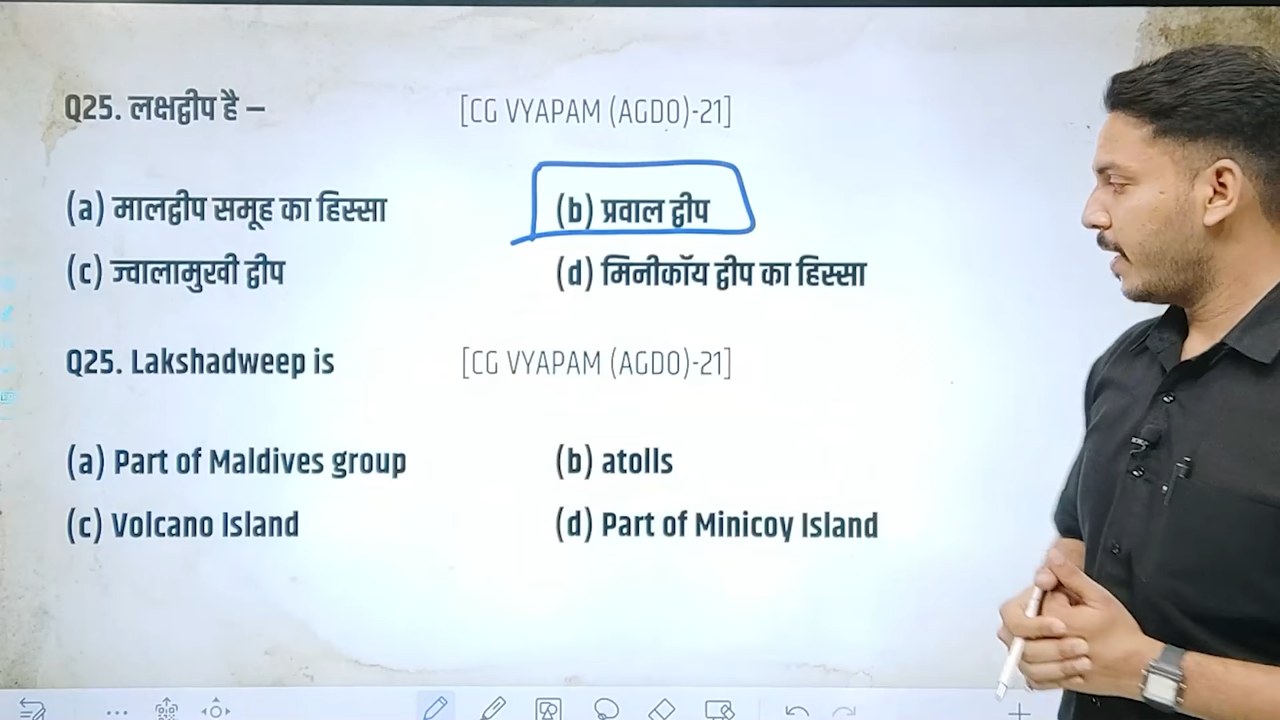 Q25. लक्षद्वीप है – [CG VYAPAM (AGDO)-21]
(a) मालद्वीप समूह का हिस्सा (b) प्रवाल द्वीप
(c) ज्वालामुखी द्वीप (d) मिनीकॉय द्वीप का हिस्सा
Q25. Lakshadweep is [CG VYAPAM (AGDO)-21]
(a) Part of Maldives group (b) atolls
(c) Volcano Island (d) Part of Minicoy Island